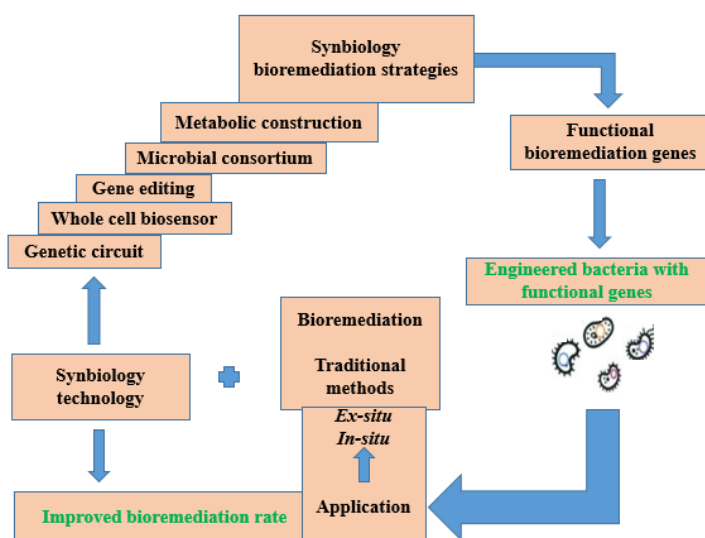 Synbiology
bioremediation strategies
Metabolic construction
Microbial consortium
Gene editing
Whole cell biosensor
Genetic circuit
Functional
bioremediation genes
Engineered bacteria with
functional genes
Synbiology
technology
Bioremediation
Traditional
methods
Ex-situ
In-situ
Application
Improved bioremediation rate